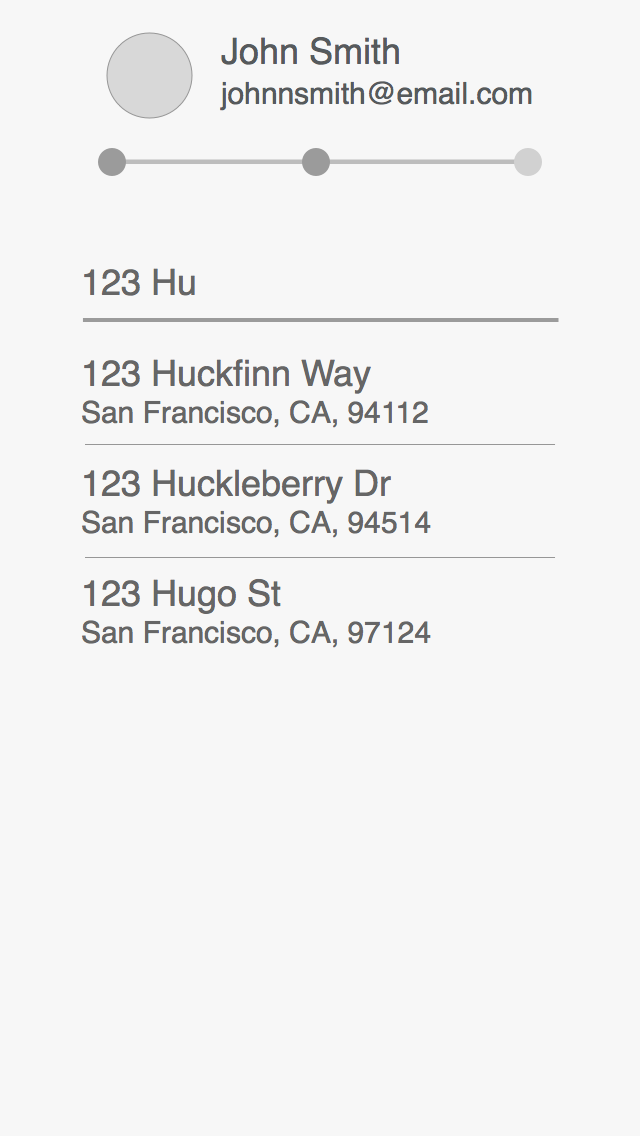 John Smith
johnnsmith@email.com
123 Hu
123 Huckfinn Way
San Francisco, CA, 94112
123 Huckleberry Dr
San Francisco, CA, 94514
123 Hugo St
San Francisco, CA, 97124